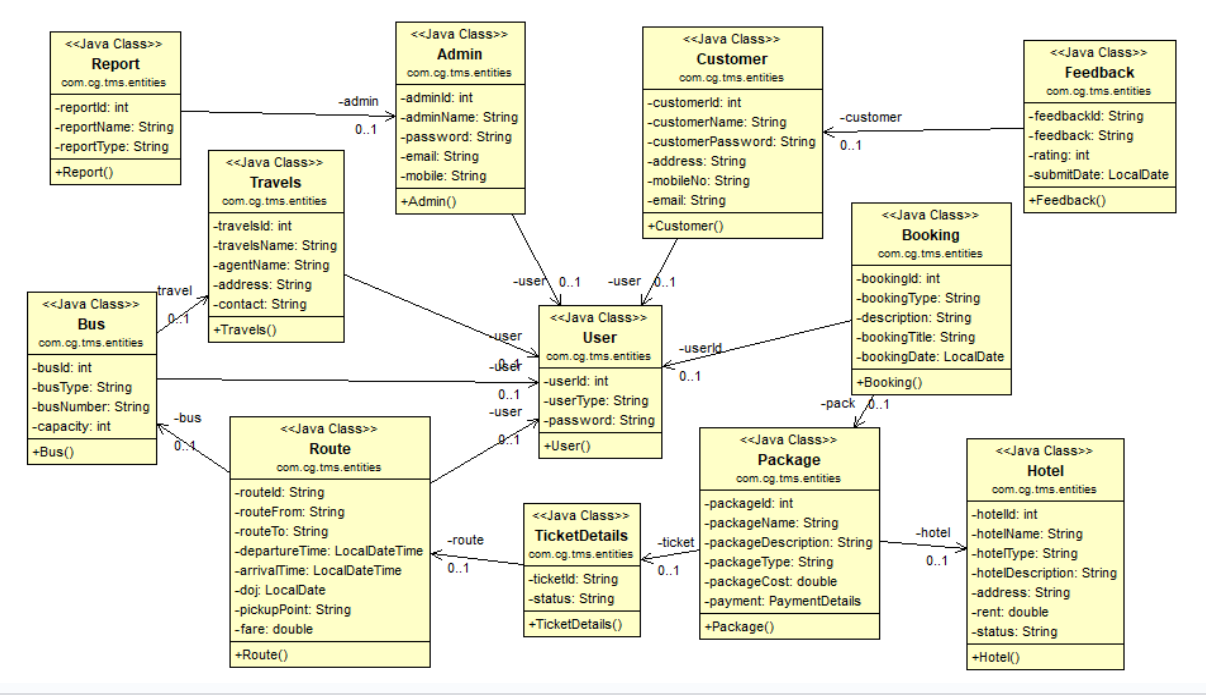 <<Java Class>>
Report
com.cg.tms.entities
-reportId: int
-reportName: String
-reportType: String
+Report()
-admin
0..1
<<Java Class>>
Admin
com.cg.tms.entities
-adminId: int
-adminName: String
-password: String
-email: String
-mobile: String
+Admin()
<<Java Class>>
Customer
com.cg.tms.entities
-customerId: int
-customerName: String
-customerPassword: String
-address: String
-mobileNo: String
-email: String
+Customer()
-customer
0..1
<<Java Class>>
Feedback
com.cg.tms.entities
-feedbackId: String
-feedback: String
-rating: int
-submitDate: LocalDate
+Feedback()
<<Java Class>>
Travels
com.cg.tms.entities
-travelsId: int
-travelsName: String
-agentName: String
-address: String
-contact: String
+Travels()
-user
0..1
-user
0..1
<<Java Class>>
Booking
com.cg.tms.entities
-bookingId: int
-bookingType: String
-description: String
-bookingTitle: String
-bookingDate: LocalDate
+Booking()
travel
0..1
<<Java Class>>
Bus
com.cg.tms.entities
-busId: int
-busType: String
-busNumber: String
-capacity: int
+Bus()
-user
0..1
-user
0..1
-user
0..1
<<Java Class>>
User
com.cg.tms.entities
-userId: int
-userType: String
-password: String
+User()
-userId
0..1
-pack
0..1
-bus
0..1
<<Java Class>>
Route
com.cg.tms.entities
-routeId: String
-routeFrom: String
-routeTo: String
-departureTime: LocalDateTime
-arrivalTime: LocalDateTime
-doj: LocalDate
-pickupPoint: String
-fare: double
+Route()
-route
0..1
<<Java Class>>
TicketDetails
com.cg.tms.entities
-ticketId: String
-status: String
+TicketDetails()
-ticket
0..1
<<Java Class>>
Package
com.cg.tms.entities
-packageId: int
-packageName: String
-packageDescription: String
-packageType: String
-packageCost: double
-payment: PaymentDetails
+Package()
-hotel
0..1
<<Java Class>>
Hotel
com.cg.tms.entities
-hotelId: int
-hotelName: String
-hotelType: String
-hotelDescription: String
-address: String
-rent: double
-status: String
+Hotel()